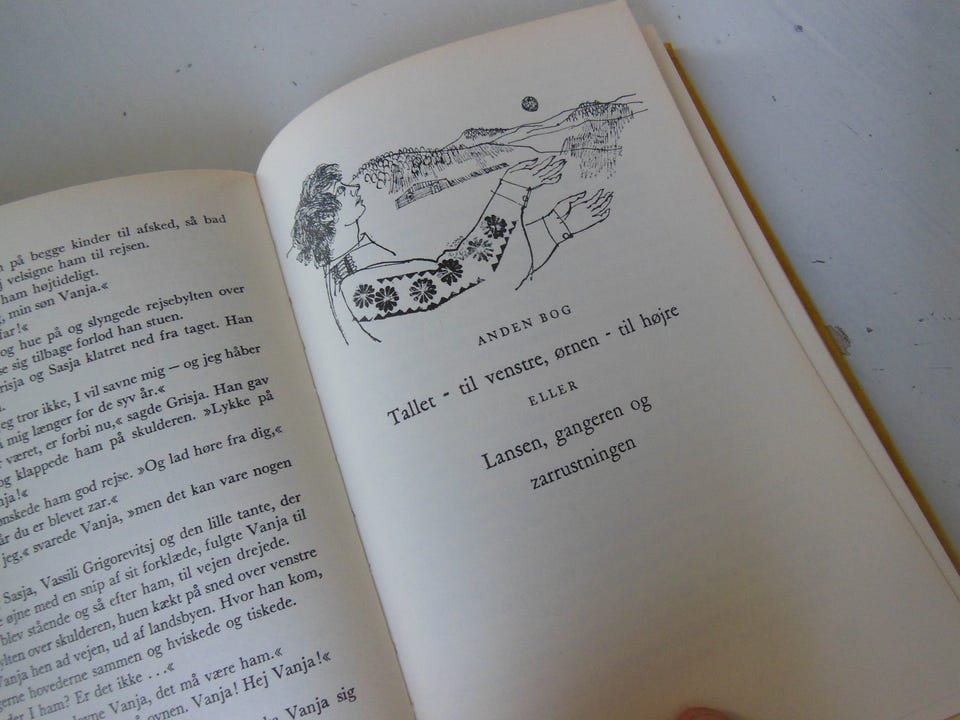 på begge kinder til afsked, så bad
velsigne ham til rejsen.
ham højtideligt.
min søn Vanja.«
far!«
og hue på og slyngede rejsebylten over
se sig tilbage forlod han stuen.
Grisja og Sasja klatret ned fra taget. Han
tror ikke, I vil savne mig — og jeg håber
mig længer for de syv år.«
været, er forbi nu,« sagde Grisja. Han gav
og klappede ham på skulderen. »Lykke på
ønskede ham god rejse. »Og lad høre fra dig,«
år du er blevet zar.«
jeg,« svarede Vanja, »men det kan vare nogen
Sasja, Vassili Grigorevitsj og den lille tante, der
øjne med en snip af sit forklæde, fulgte Vanja til
blev stående og så efter ham, til vejen drejede.
over skulderen, huen kækt på sned over venstre
Vanja hen ad vejen, ud af landsbyen. Hvor han kom,
hovederne sammen og hviskede og tiskede.
I ham? Er det ikke . . .«
Vanja, det må være ham.«
ovnen. Vanja! Hej Vanja!«
Vanja sig
ANDEN BOG
Tallet - til venstre, ørnen - til højre
ELLER
Lansen, gangeren og
zarrustningen